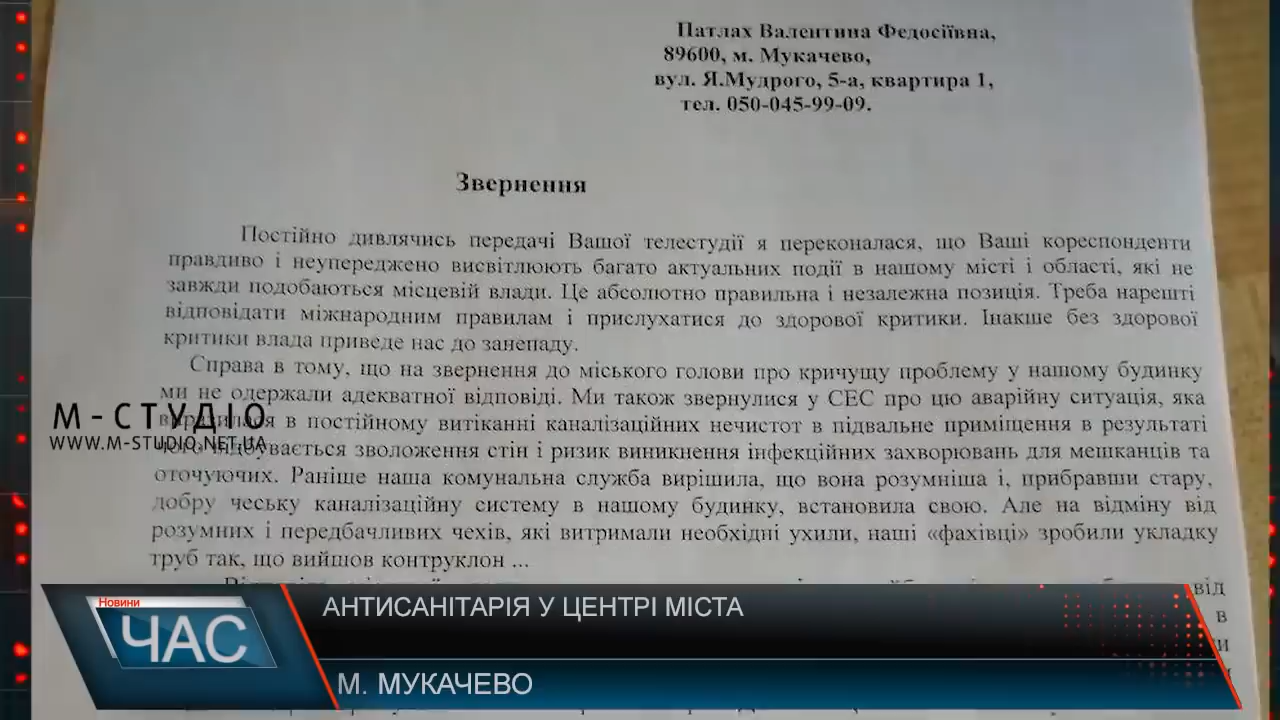 Патлах Валентина Федосіївна,
89600, м. Мукачево,
вул. Я.Мудрого, 5-а, квартира 1,
тел. 050-045-99-09.
Звернення
Постійно дивлячись передачі Вашої телестудії я переконалася, що Ваші кореспонденти
правдиво і неупереджено висвітлюють багато актуальних події в нашому місті і області, які не
завжди подобаються місцевій влади. Це абсолютно правильна і незалежна позиція. Треба нарешті
відповідати міжнародним правилам і прислухатися до здорової критики. Інакше без здорової
критики влада приведе нас до занепаду.
Справа в тому, що на звернення до міського голови про кричущу проблему у нашому будинку
ми не одержали адекватної відповіді. Ми також звернулися у СЕС про цю аварійну ситуація, яка
в постійному витіканні каналізаційних нечистот в підвальне приміщення в результаті
чого відбувається зволоження стін і ризик виникнення інфекційних захворювань для мешканців та
оточуючих. Раніше наша комунальна служба вирішила, що вона розумніша і, прибравши стару,
добру чеську каналізаційну систему в нашому будинку, встановила свою. Але на відміну від
розумних і передбачливих чехів, які витримали необхідні ухили, наші «фахівці» зробили укладку
труб так, що вийшов контруклон ...
від
в
М-СТУДІО
WWW.M-STUDIO.NET.UA
Новини
ЧАС
АНТИСАНІТАРІЯ У ЦЕНТРІ МІСТА
М. МУКАЧЕВО